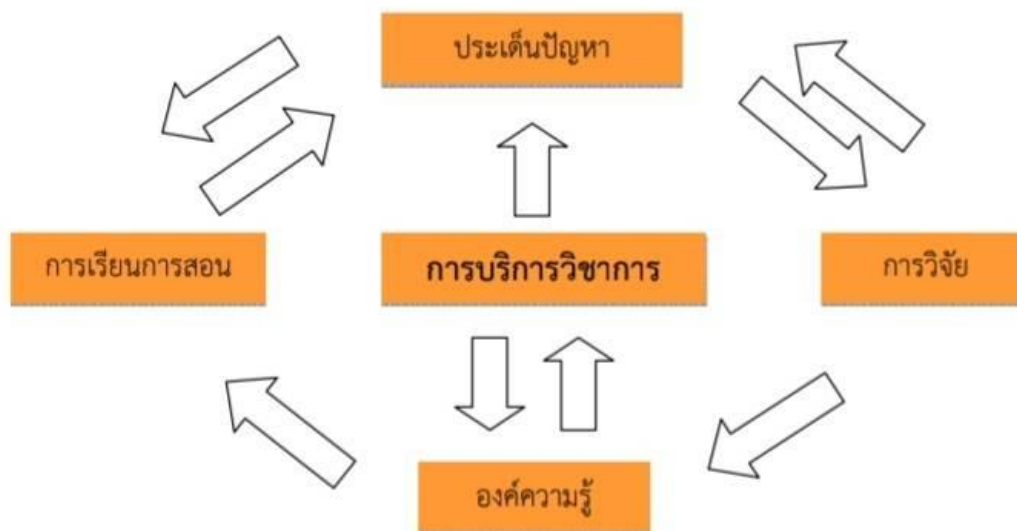 ประเด็นปัญหา
การเรียนการสอน
การบริการวิชาการ
การวิจัย
องค์ความรู้